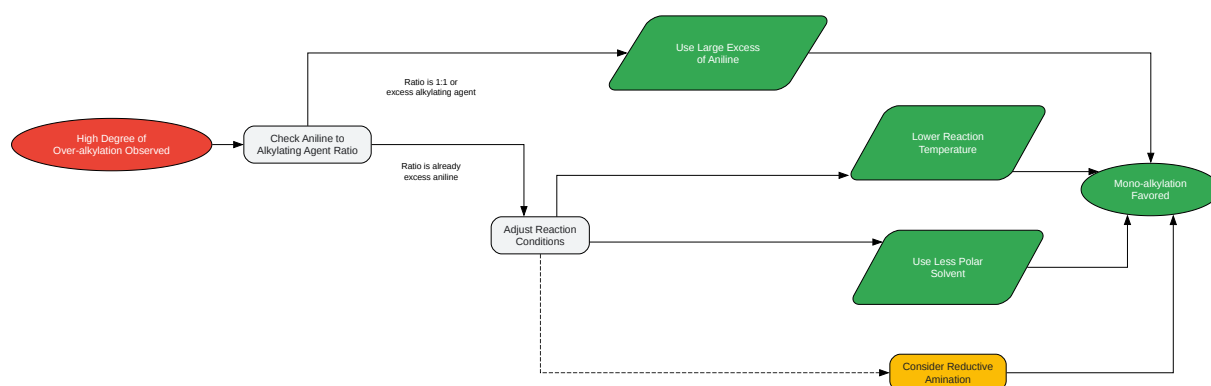 High Degree of
Over-alkylation Observed
Check Aniline to
Alkylating Agent Ratio
Ratio is 1:1 or
excess alkylating agent
Ratio is already
excess aniline
Use Large Excess
of Aniline
Adjust Reaction
Conditions
Lower Reaction
Temperature
Use Less Polar
Solvent
Consider Reductive
Amination
Mono-alkylation
Favored